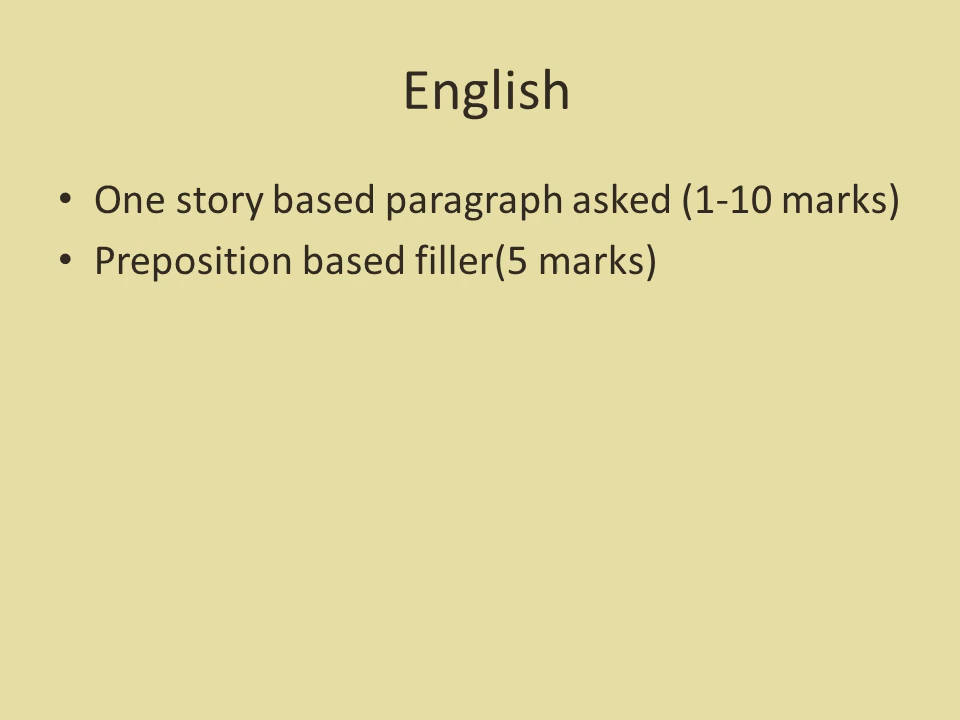 English
• One story based paragraph asked (1-10 marks)
• Preposition based filler(5 marks)